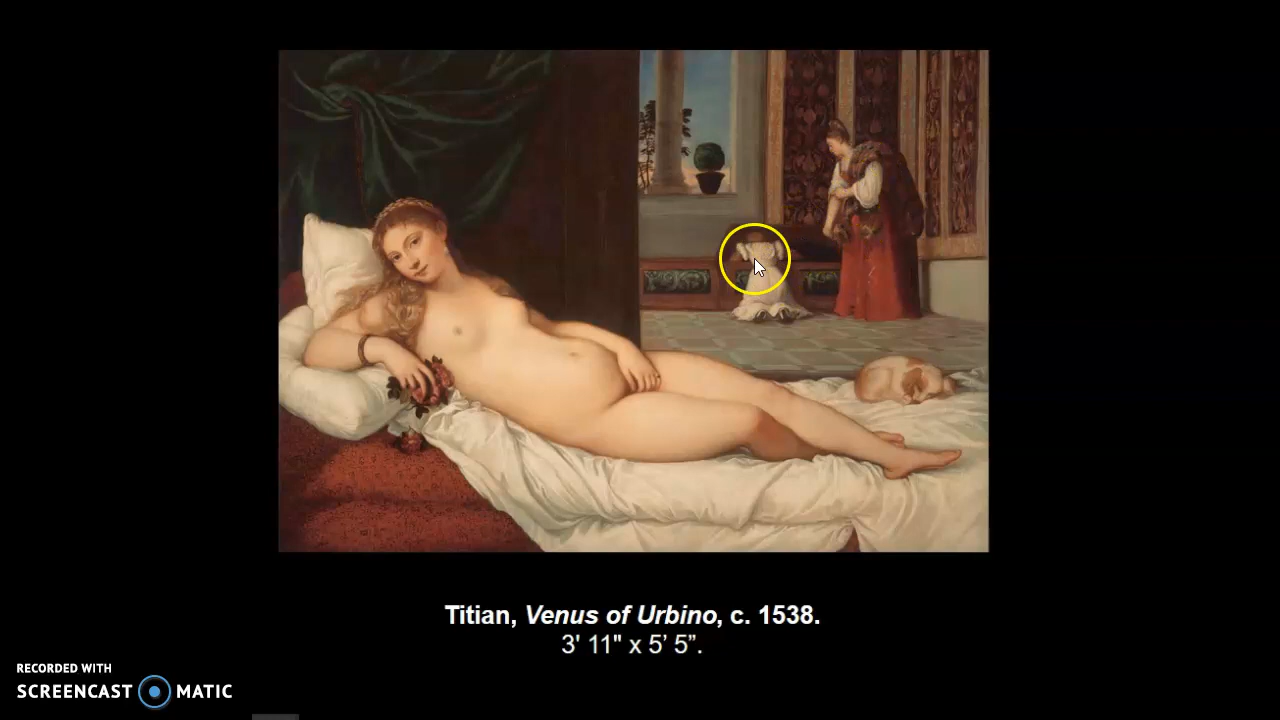 Titian, Venus of Urbino, c. 1538.
3' 11" x 5’ 5”.
RECORDED WITH
SCREENCAST MATIC